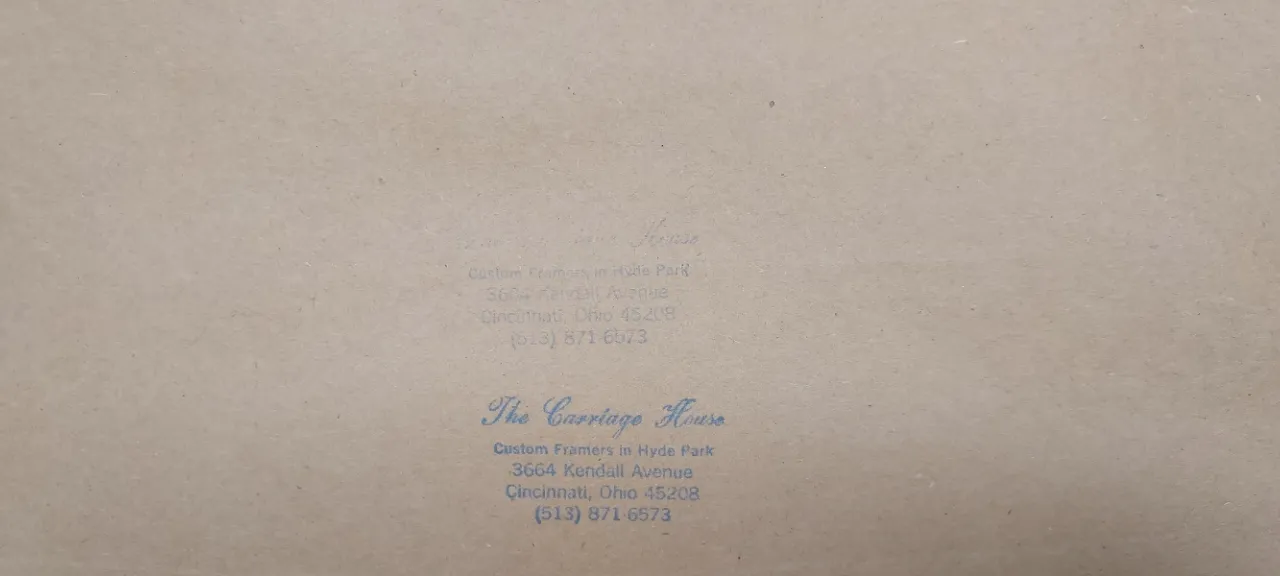 House
Custom Framers in Hyde Park
3664 Kendall Avenue
Cincinnati, Ohio 45208
(513) 871-6573
The Carriage House
Custom Framers in Hyde Park
3664 Kendall Avenue
Cincinnati, Ohio 45208
(513) 871-6573